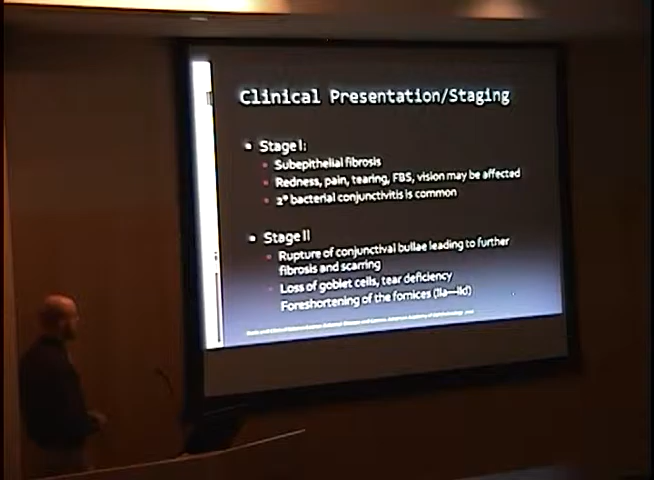 Clinical Presentation/Staging
Stage I:
Subepithelial fibrosis
Redness, pain, tearing, FBS, vision may be affected
2° bacterial conjunctivitis is common
Stage II
Rupture of conjunctival bullae leading to further
fibrosis and scarring
Loss of goblet cells, tear deficiency
Foreshortening of the fornices (IIa—IId)